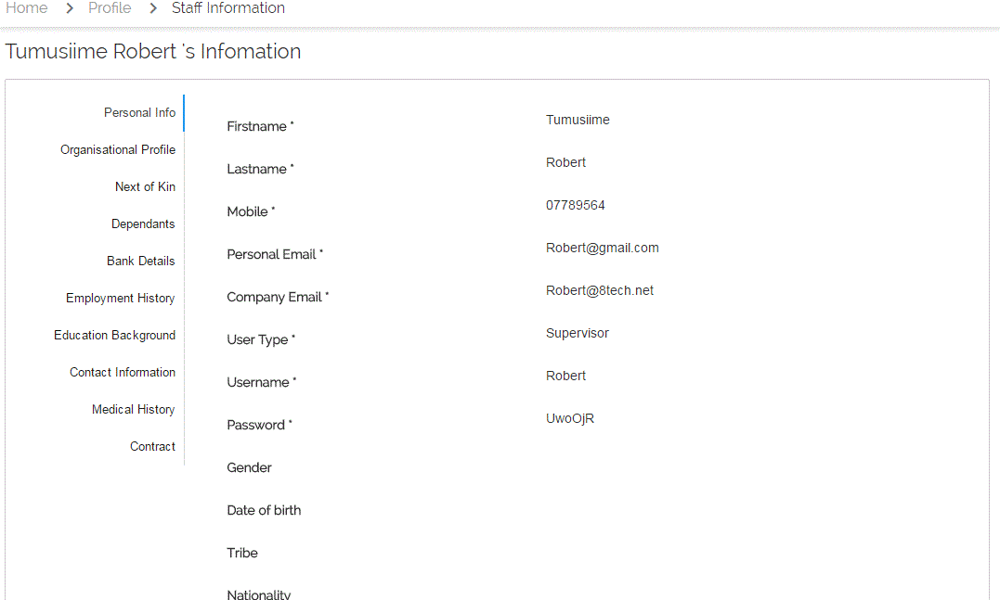 Home > Profile > Staff Information
Tumusiime Robert 's Infomation
Personal Info
Organisational Profile
Next of Kin
Dependants
Bank Details
Employment History
Education Background
Contact Information
Medical History
Contract
Firstname * Tumusiime
Lastname * Robert
Mobile * 07789564
Personal Email * Robert@gmail.com
Company Email * Robert@8tech.net
User Type * Supervisor
Username * Robert
Password * UwoOjR
Gender
Date of birth
Tribe
Nationality